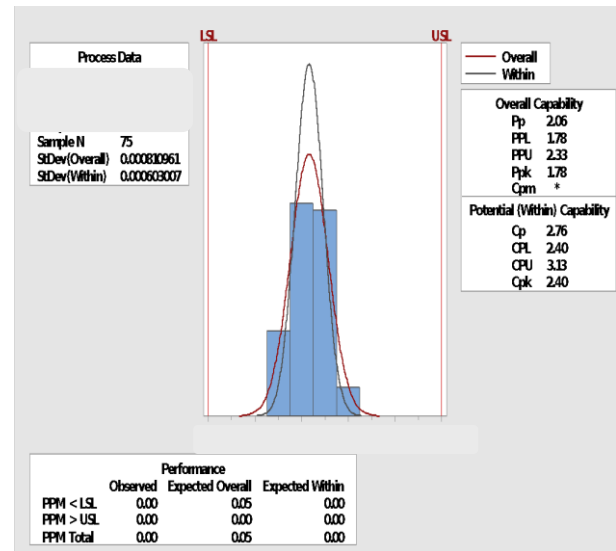 LSL
USL
Process Data
Sample N 75
StDev(Overall) 0.000810961
StDev(Within) 0.000603007
Overall
Within
Overall Capability
Pp 2.06
PPL 1.78
PPU 2.33
Ppk 1.78
Cpm *
Potential (Within) Capability
Cp 2.76
CPL 2.40
CPU 3.13
Cpk 2.40
Performance
Observed Expected Overall Expected Within
PPM < LSL 0.00 0.05 0.00
PPM > USL 0.00 0.00 0.00
PPM Total 0.00 0.05 0.00